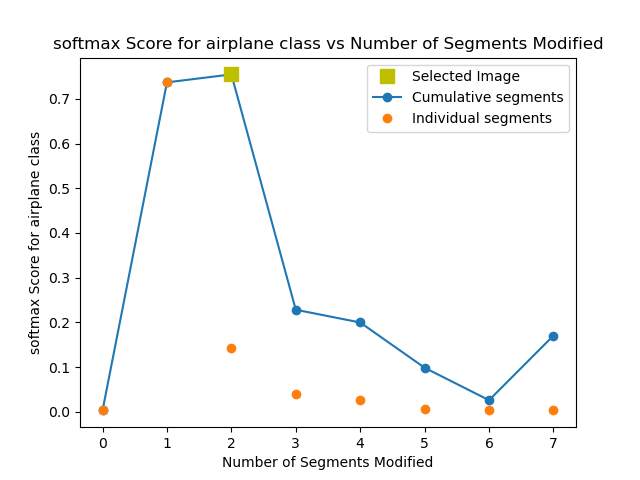 softmax Score for airplane class vs Number of Segments Modified
Selected Image
Cumulative segments
Individual segments
softmax Score for airplane class
0.7
0.6
0.5
0.4
0.3
0.2
0.1
0.0
0 1 2 3 4 5 6 7
Number of Segments Modified